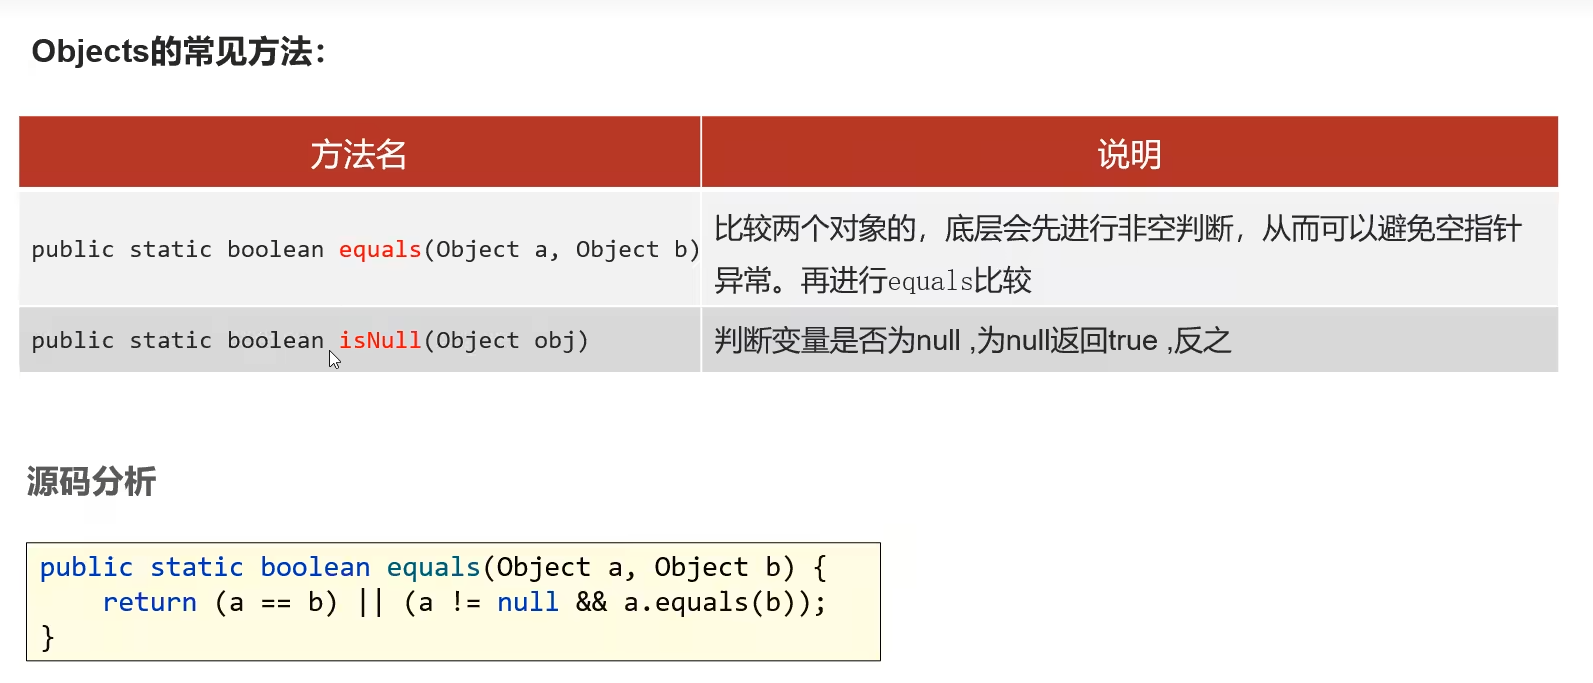 Objects的常见方法：
方法名
说明
public static boolean equals(Object a, Object b)
比较两个对象的，底层会先进行非空判断，从而可以避免空指针
异常。再进行equals比较
public static boolean isNull(Object obj)
判断变量是否为null ,为null返回true ,反之
源码分析
public static boolean equals(Object a, Object b) {
    return (a == b) || (a != null && a.equals(b));
}